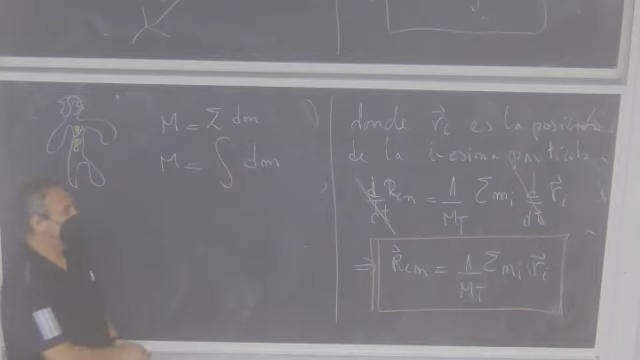 M = Σ dm
M = ∫ dm
donde r⃗i es la posición
de la i-esima partícula
d/dt Rcm = 1/MT Σ mi d/dt r⃗i
⇒ R⃗cm = 1/MT Σ mi r⃗i